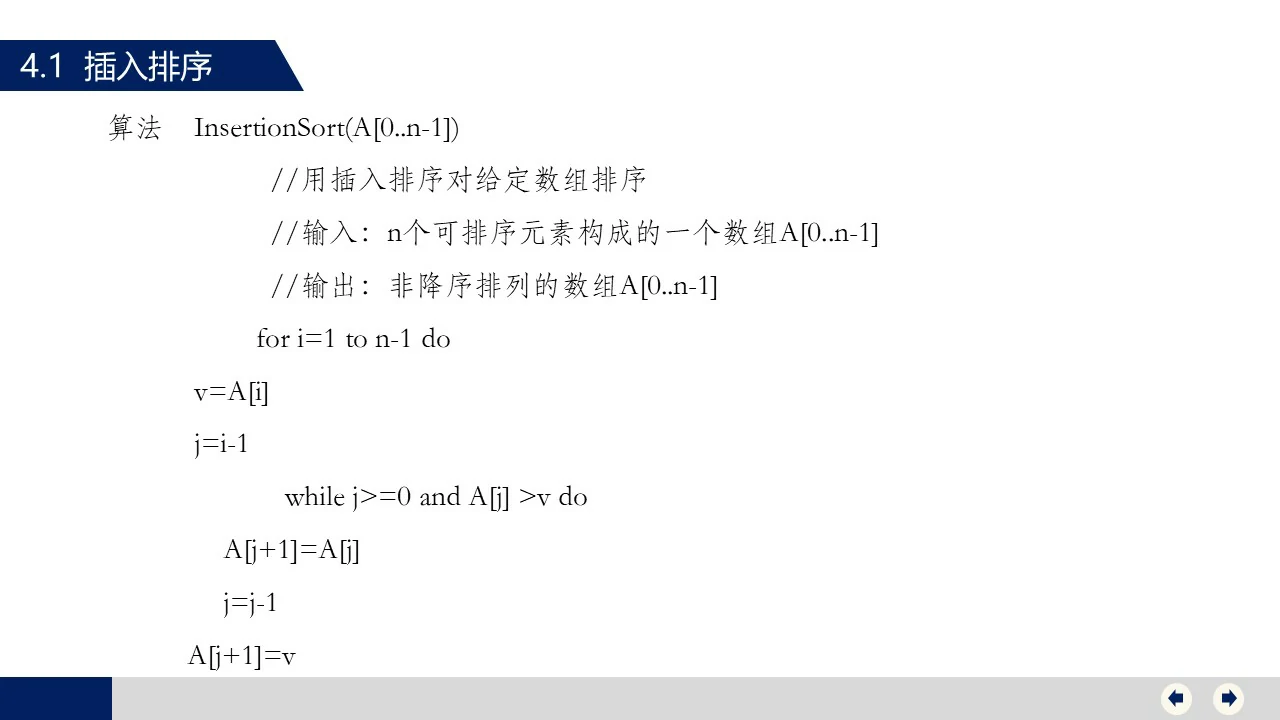 4.1 插入排序
算法 InsertionSort(A[0..n-1])
//用插入排序对给定数组排序
//输入：n个可排序元素构成的一个数组A[0..n-1]
//输出：非降序排列的数组A[0..n-1]
for i=1 to n-1 do
v=A[i]
j=i-1
while j>=0 and A[j] >v do
A[j+1]=A[j]
j=j-1
A[j+1]=v